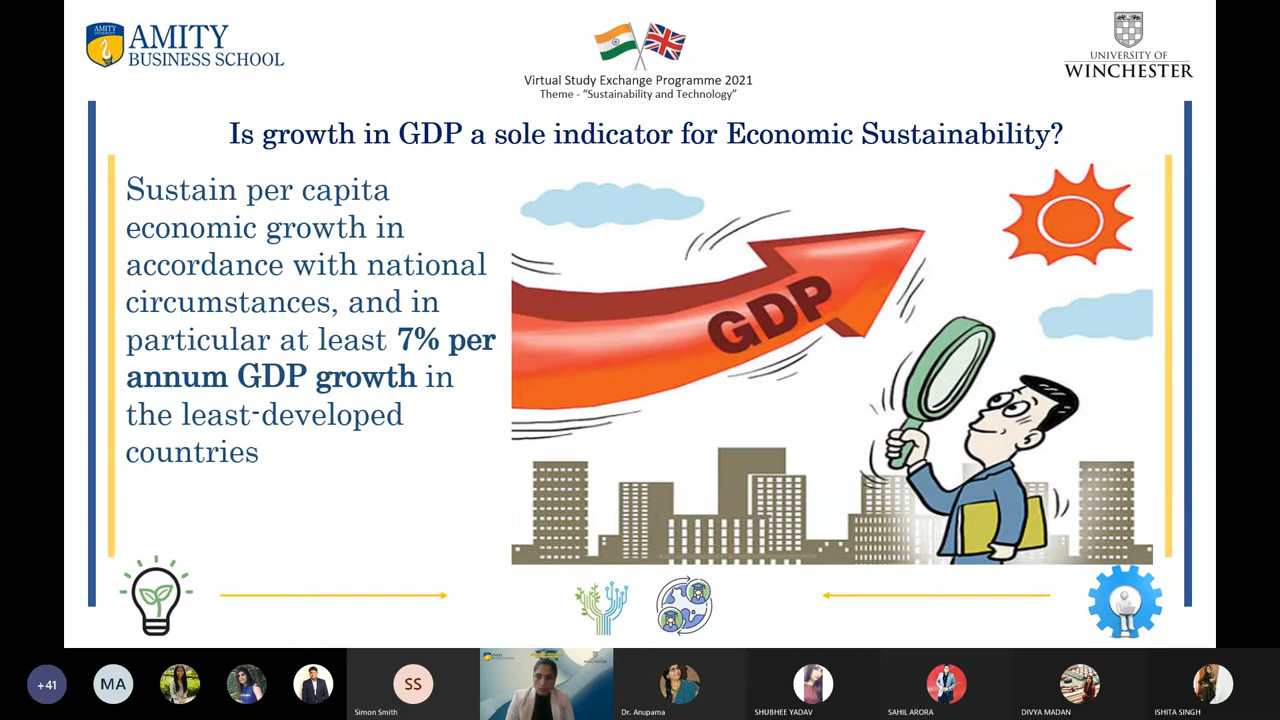 AMITY
UNIVERSITY
AMITY
BUSINESS SCHOOL
Virtual Study Exchange Programme 2021
Theme - “Sustainability and Technology”
UNIVERSITY OF
WINCHESTER
Is growth in GDP a sole indicator for Economic Sustainability?
Sustain per capita
economic growth in
accordance with national
circumstances, and in
particular at least 7% per
annum GDP growth in
the least-developed
countries
GDP
+41
MA
SS
Simon Smith
Dr. Anupama
SHUBHEE YADAV
SAHIL ARORA
DIVYA MADAN
ISHITA SINGH